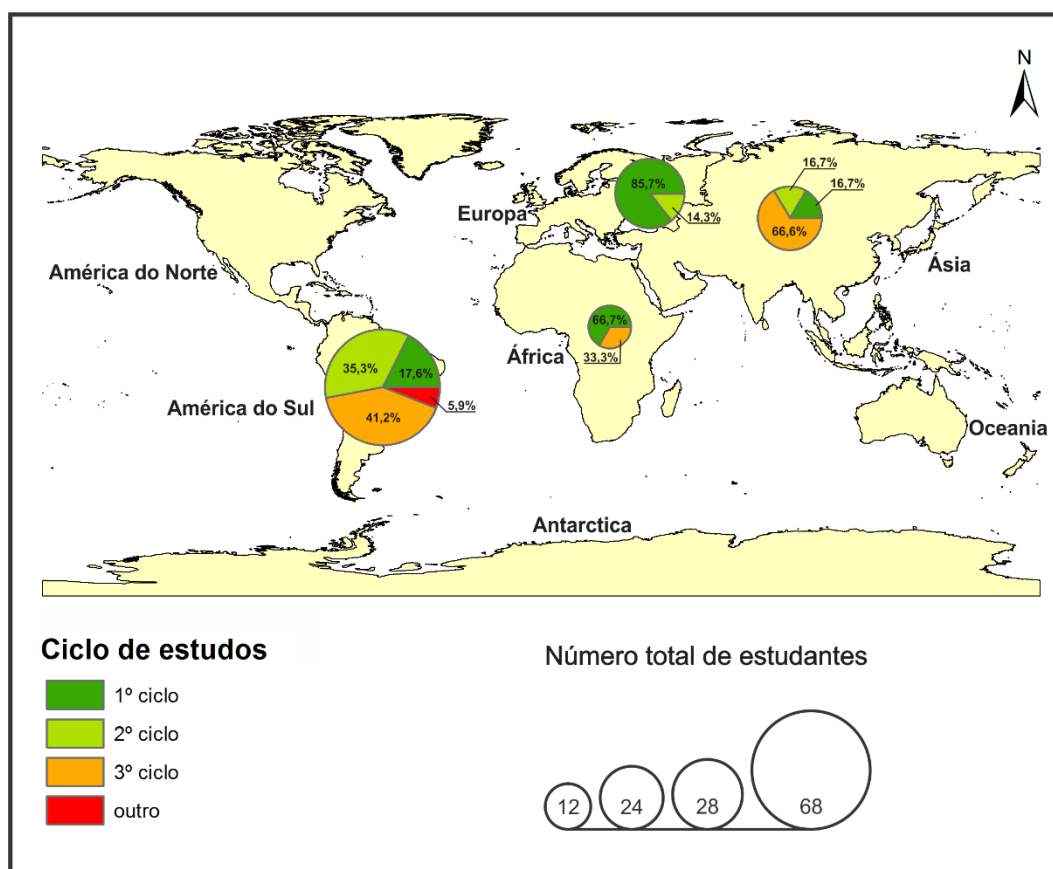 N
16,7%
85,7%
16,7%
Europa
14,3%
66,6%
América do Norte
Ásia
66,7%
África
33,3%
35,3%
17,6%
América do Sul
5,9%
41,2%
Oceania
Antarctica
Ciclo de estudos
1º ciclo
2º ciclo
3º ciclo
outro
Número total de estudantes
12
24
28
68